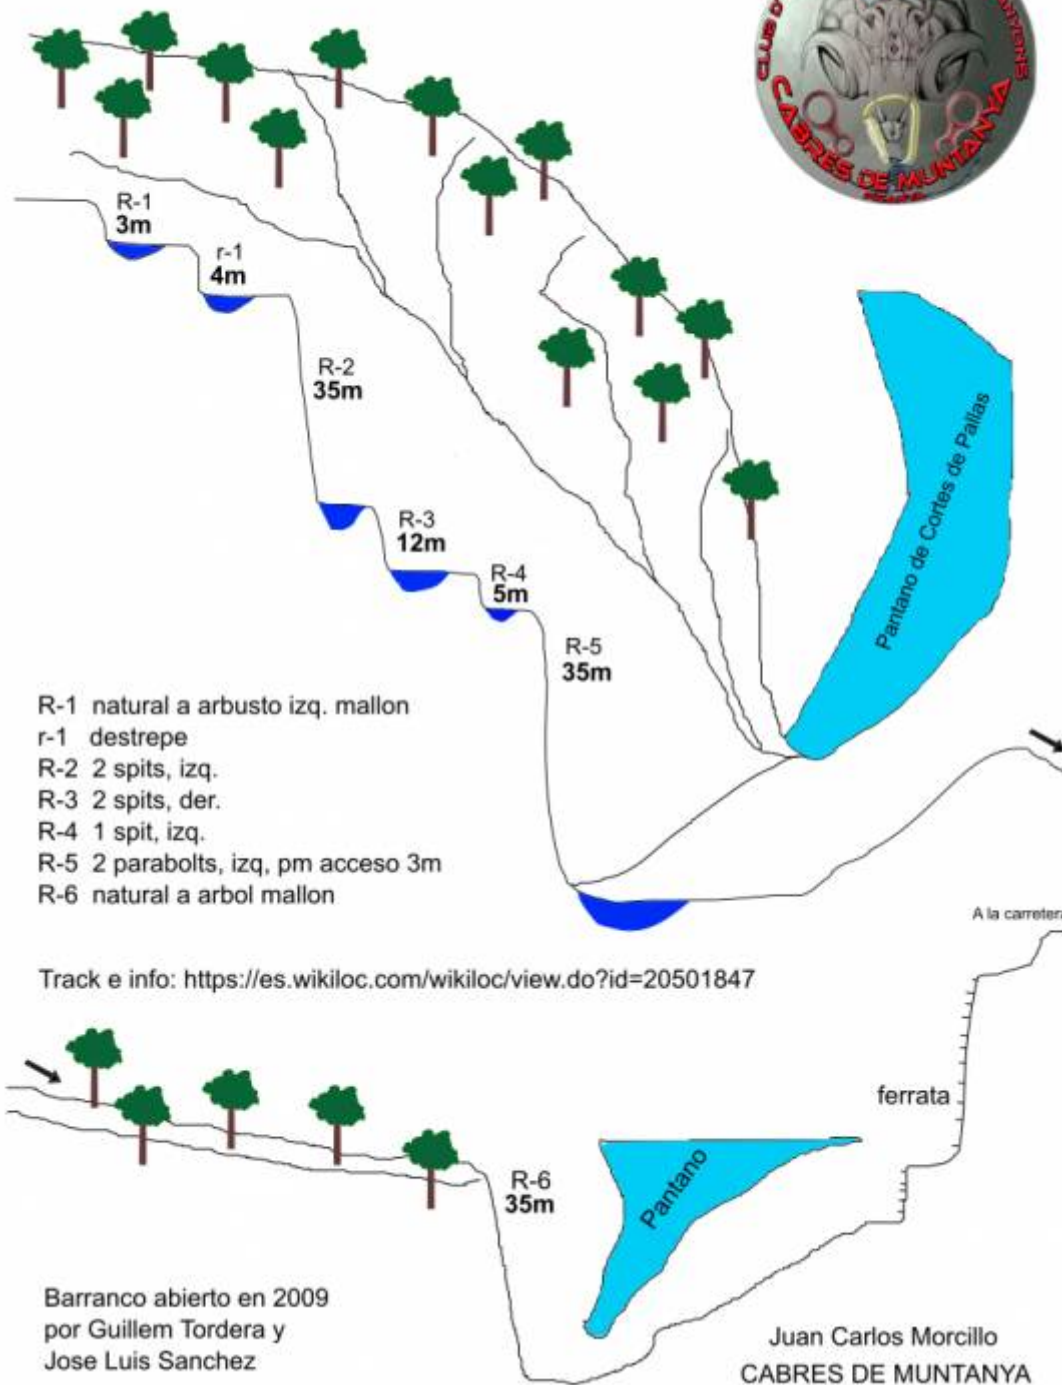 CLUB D'
CABRES DE MUNTANYA
R-1
3m
r-1
4m
R-2
35m
R-3
12m
R-4
5m
R-5
35m
Pantano de Cortes de Pallas
R-1 natural a arbusto izq. mallon
r-1 destrepe
R-2 2 spits, izq.
R-3 2 spits, der.
R-4 1 spit, izq.
R-5 2 parabolts, izq, pm acceso 3m
R-6 natural a arbol mallon
A la carretera
Track e info: https://es.wikiloc.com/wikiloc/view.do?id=20501847
ferrata
R-6
35m
Pantano
Barranco abierto en 2009
por Guillem Tordera y
Jose Luis Sanchez
Juan Carlos Morcillo
CABRES DE MUNTANYA